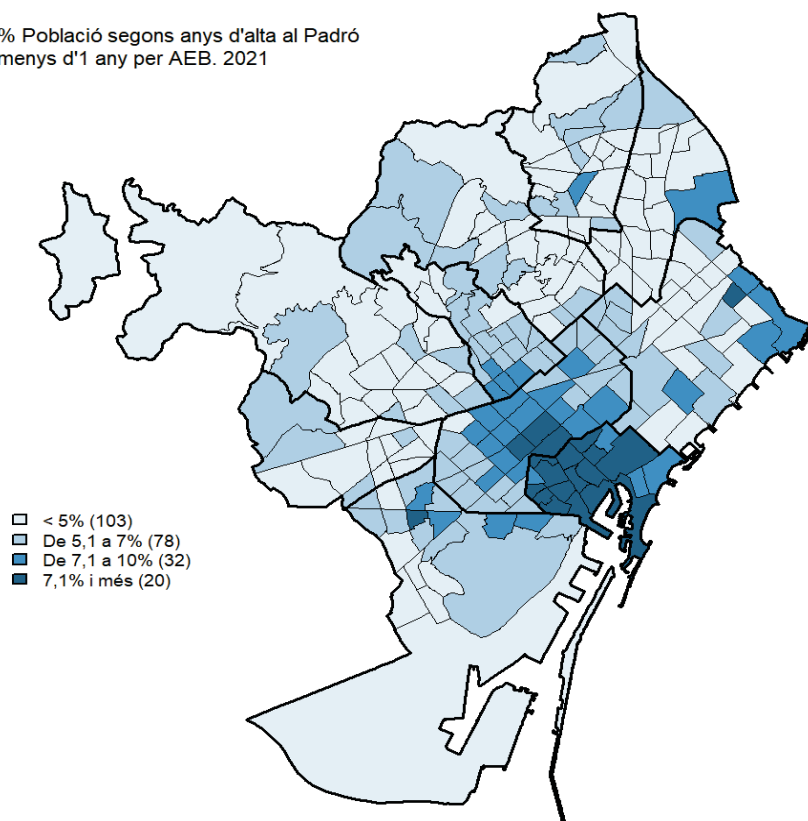 % Població segons anys d'alta al Padró
menys d'1 any per AEB. 2021
< 5% (103)
De 5,1 a 7% (78)
De 7,1 a 10% (32)
7,1% i més (20)